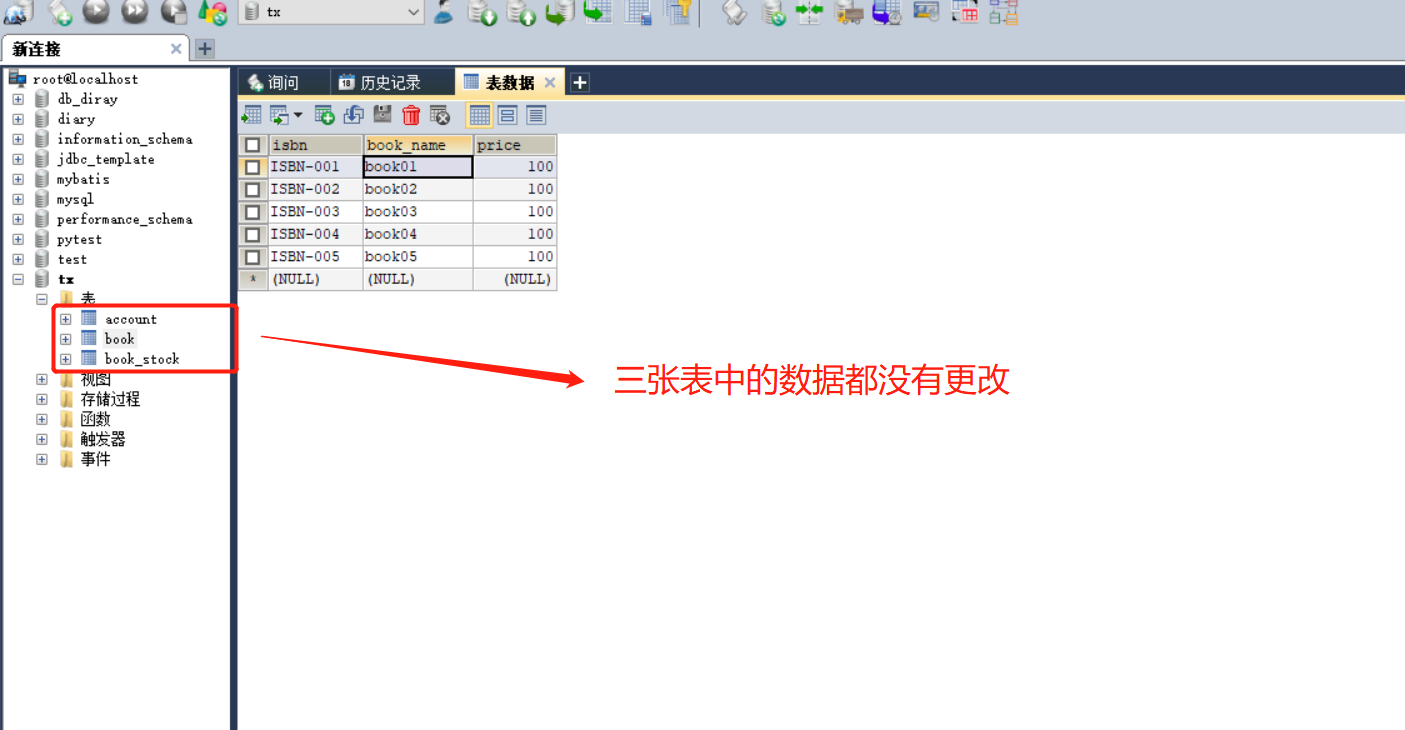 tx
新连接
root@localhost
db_diray
diary
information_schema
jdbc_template
mybatis
mysql
performance_schema
pytest
test
tx
表
account
book
book_stock
视图
存储过程
函数
触发器
事件
询问 18 历史记录 表数据
isbn book_name price
ISBN-001 book01 100
ISBN-002 book02 100
ISBN-003 book03 100
ISBN-004 book04 100
ISBN-005 book05 100
* (NULL) (NULL) (NULL)
三张表中的数据都没有更改